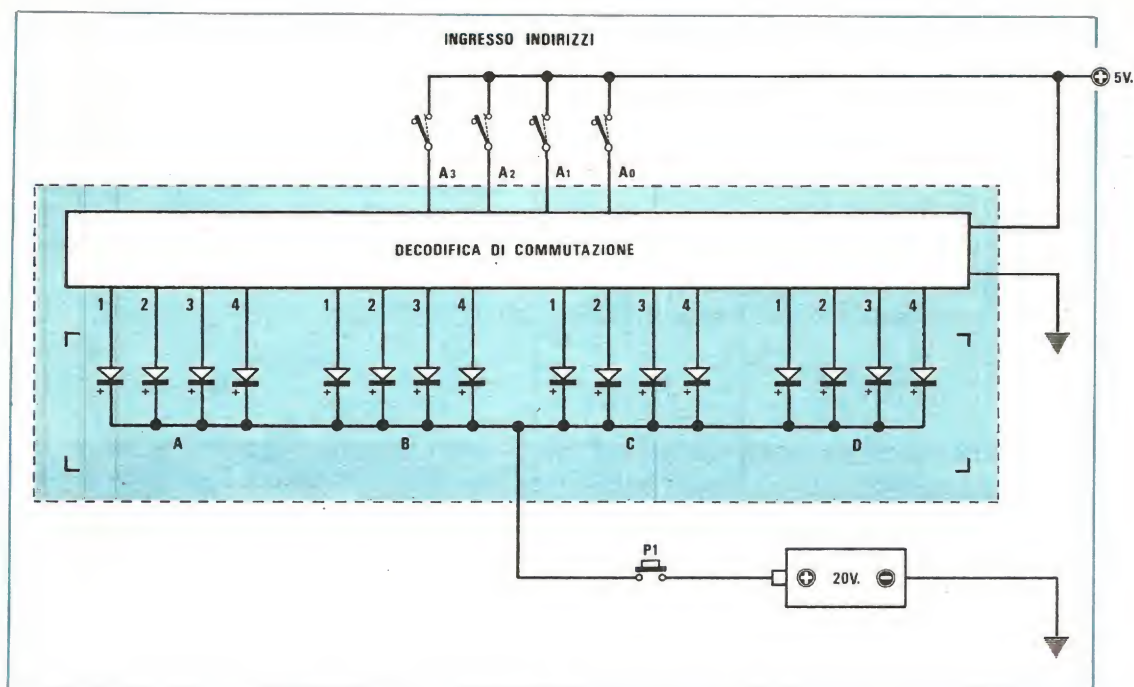 INGRESSO INDIRIZZI
5V.
A3 A2 A1 A0
DECODIFICA DI COMMUTAZIONE
1 2 3 4 1 2 3 4 1 2 3 4 1 2 3 4
+ + + + + + + + + + + + + + + +
A B C D
P1
20V.